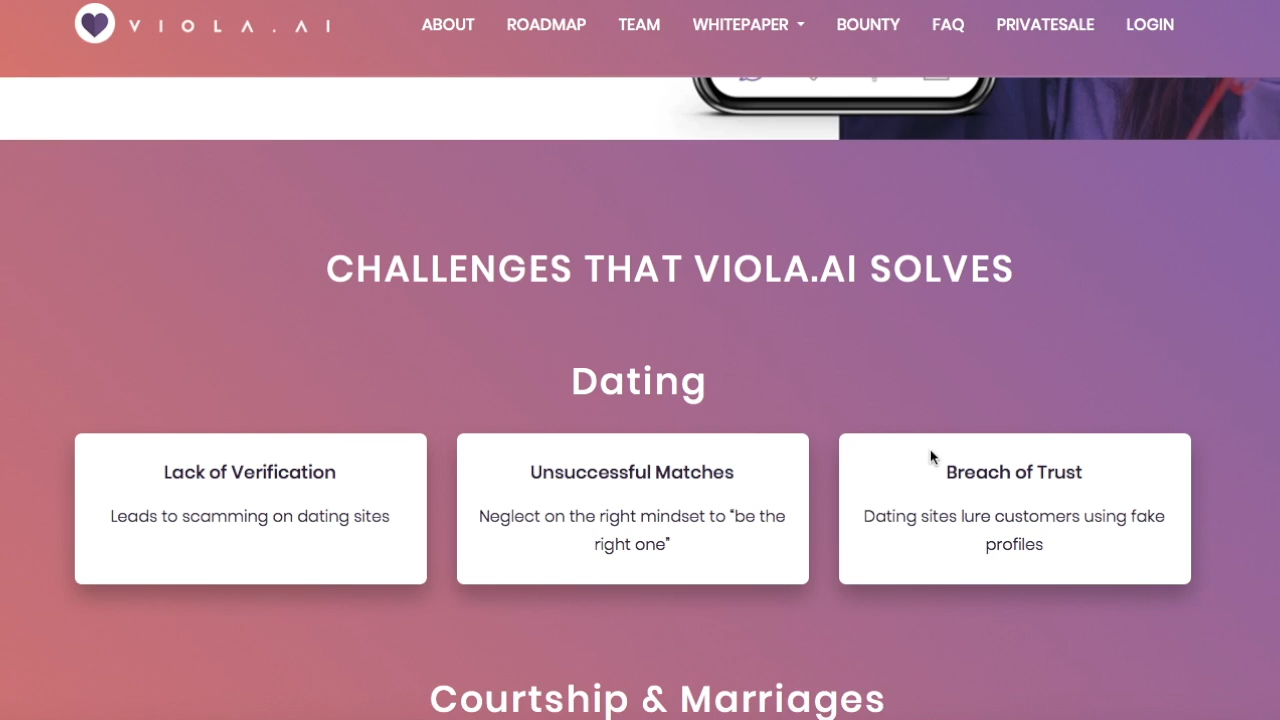 VIOLA.AI
ABOUT ROADMAP TEAM WHITEPAPER BOUNTY FAQ PRIVATESALE LOGIN
CHALLENGES THAT VIOLA.AI SOLVES
Dating
Lack of Verification
Leads to scamming on dating sites
Unsuccessful Matches
Neglect on the right mindset to “be the
right one”
Breach of Trust
Dating sites lure customers using fake
profiles
Courtship & Marriages